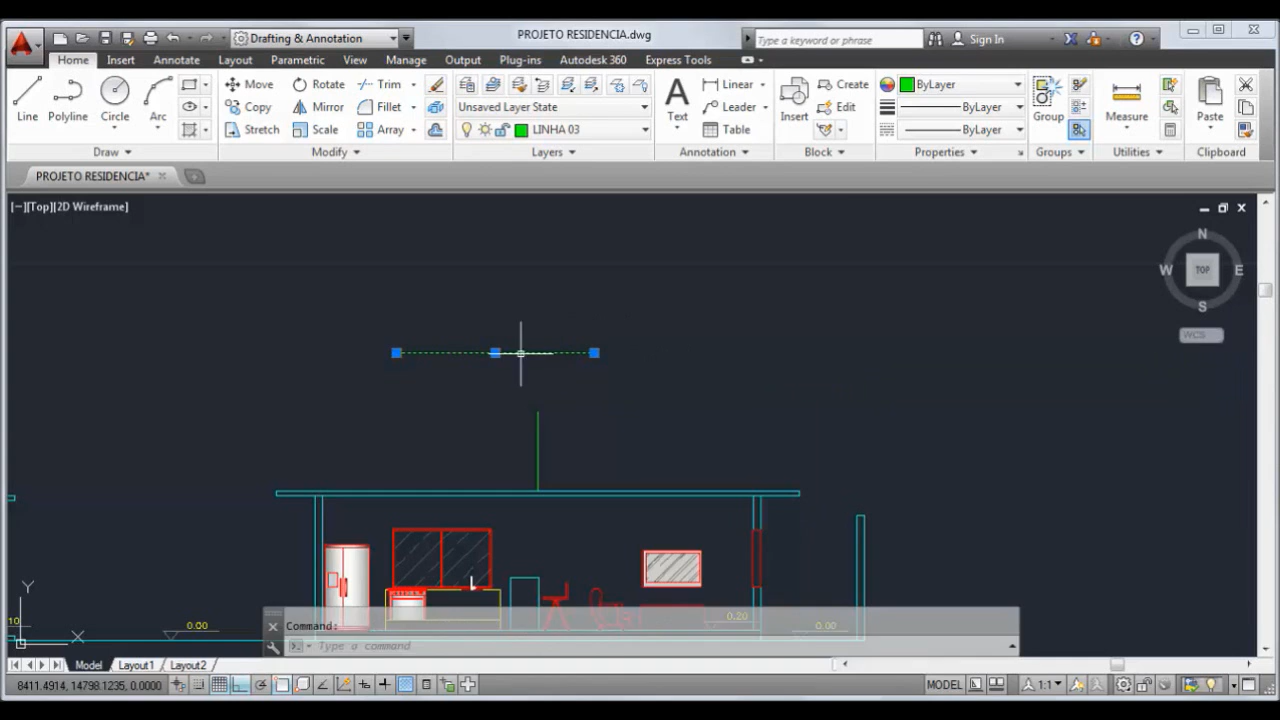 Drafting & Annotation
PROJETO RESIDENCIA.dwg
Type a keyword or phrase
Sign In
Home Insert Annotate Layout Parametric View Manage Output Plug-ins Autodesk 360 Express Tools
Line Polyline Circle Arc
Move Rotate Trim
Copy Mirror Fillet
Stretch Scale Array
Unsaved Layer State
LINHA 03
Text
Linear
Leader
Table
Insert
Create
Edit
ByLayer
ByLayer
ByLayer
Group
Measure
Paste
Draw Modify Layers Annotation Block Properties Groups Utilities Clipboard
PROJETO RESIDENCIA*
[−][Top][2D Wireframe]
N
W TOP E
S
WCS
Y
X
10
0.00
0.20
0.00
Command:
Type a command
Model Layout1 Layout2
8411.4914, 14798.1235, 0.0000
MODEL
1:1